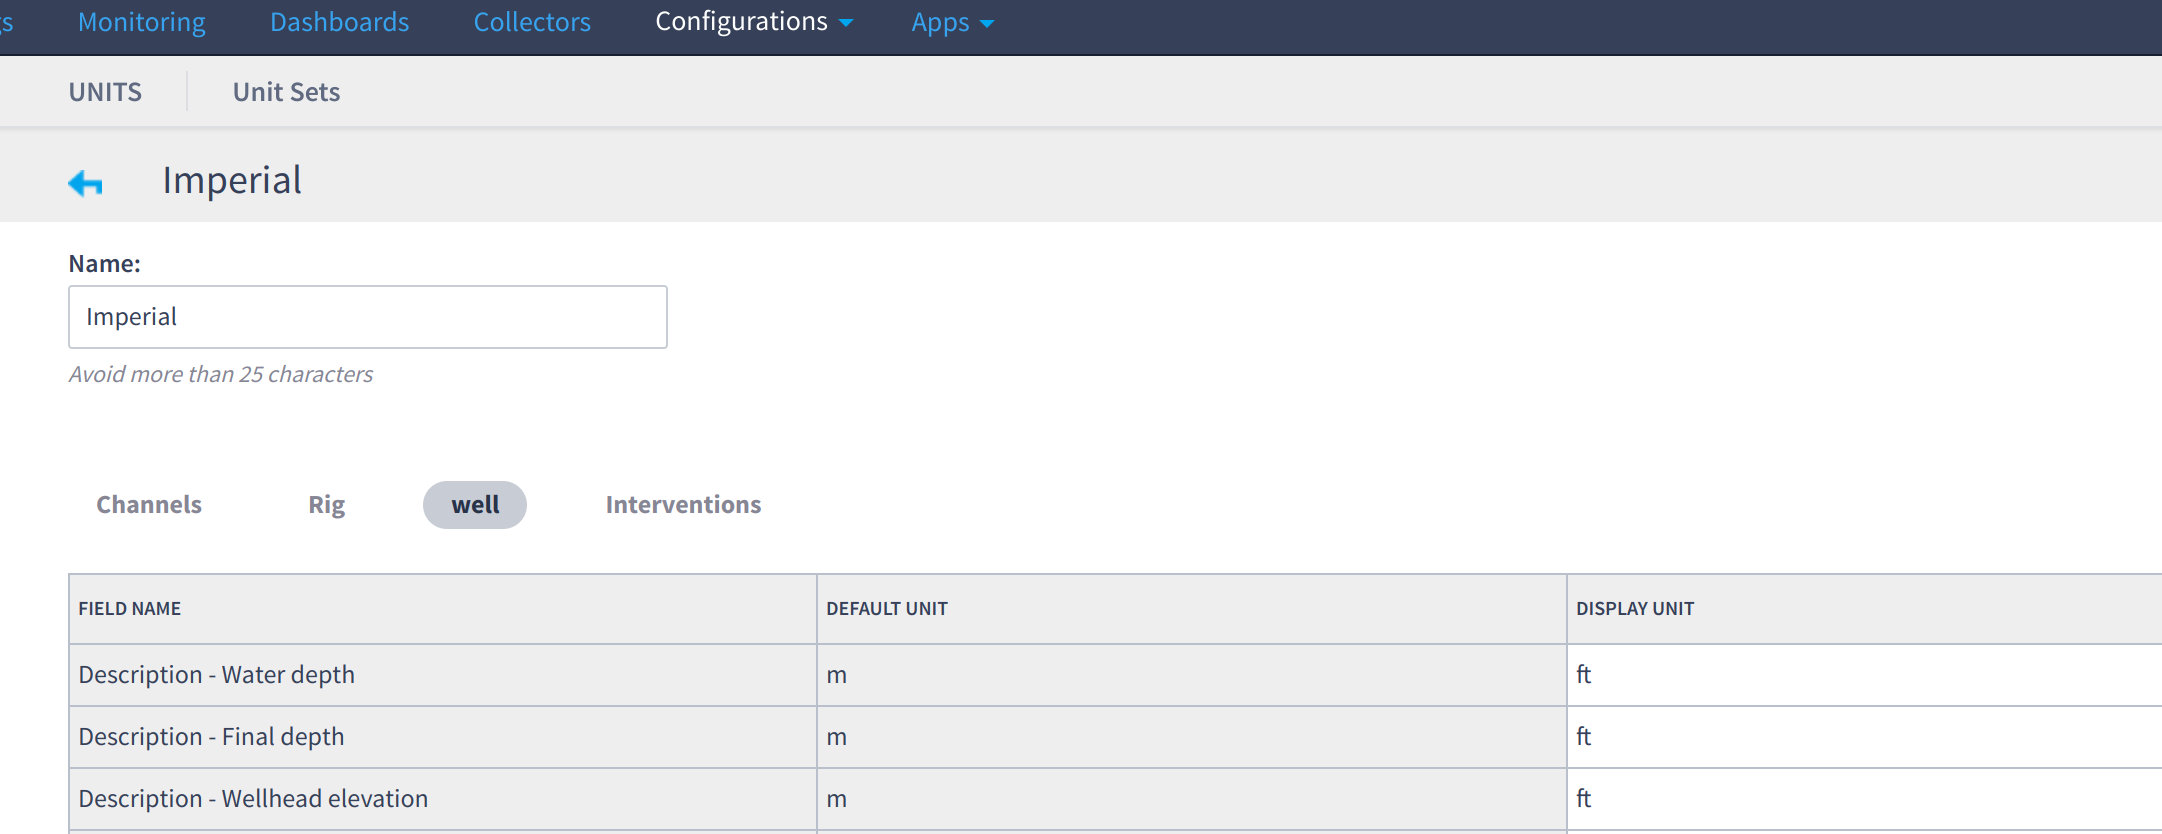 s Monitoring Dashboards Collectors Configurations Apps
UNITS Unit Sets
Imperial
Name:
Imperial
Avoid more than 25 characters
Channels Rig well Interventions
FIELD NAME DEFAULT UNIT DISPLAY UNIT
Description - Water depth m ft
Description - Final depth m ft
Description - Wellhead elevation m ft